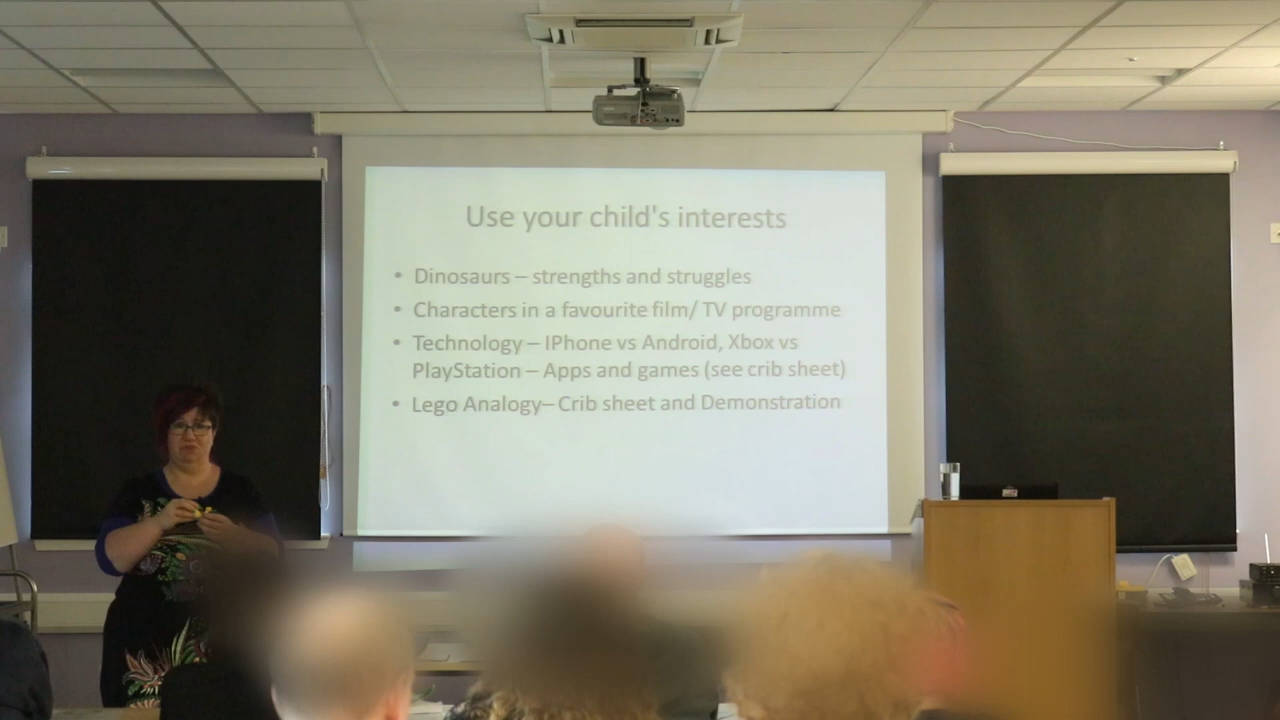 Use your child's interests
• Dinosaurs – strengths and struggles
• Characters in a favourite film/ TV programme
• Technology – IPhone vs Android, Xbox vs
PlayStation – Apps and games (see crib sheet)
• Lego Analogy– Crib sheet and Demonstration